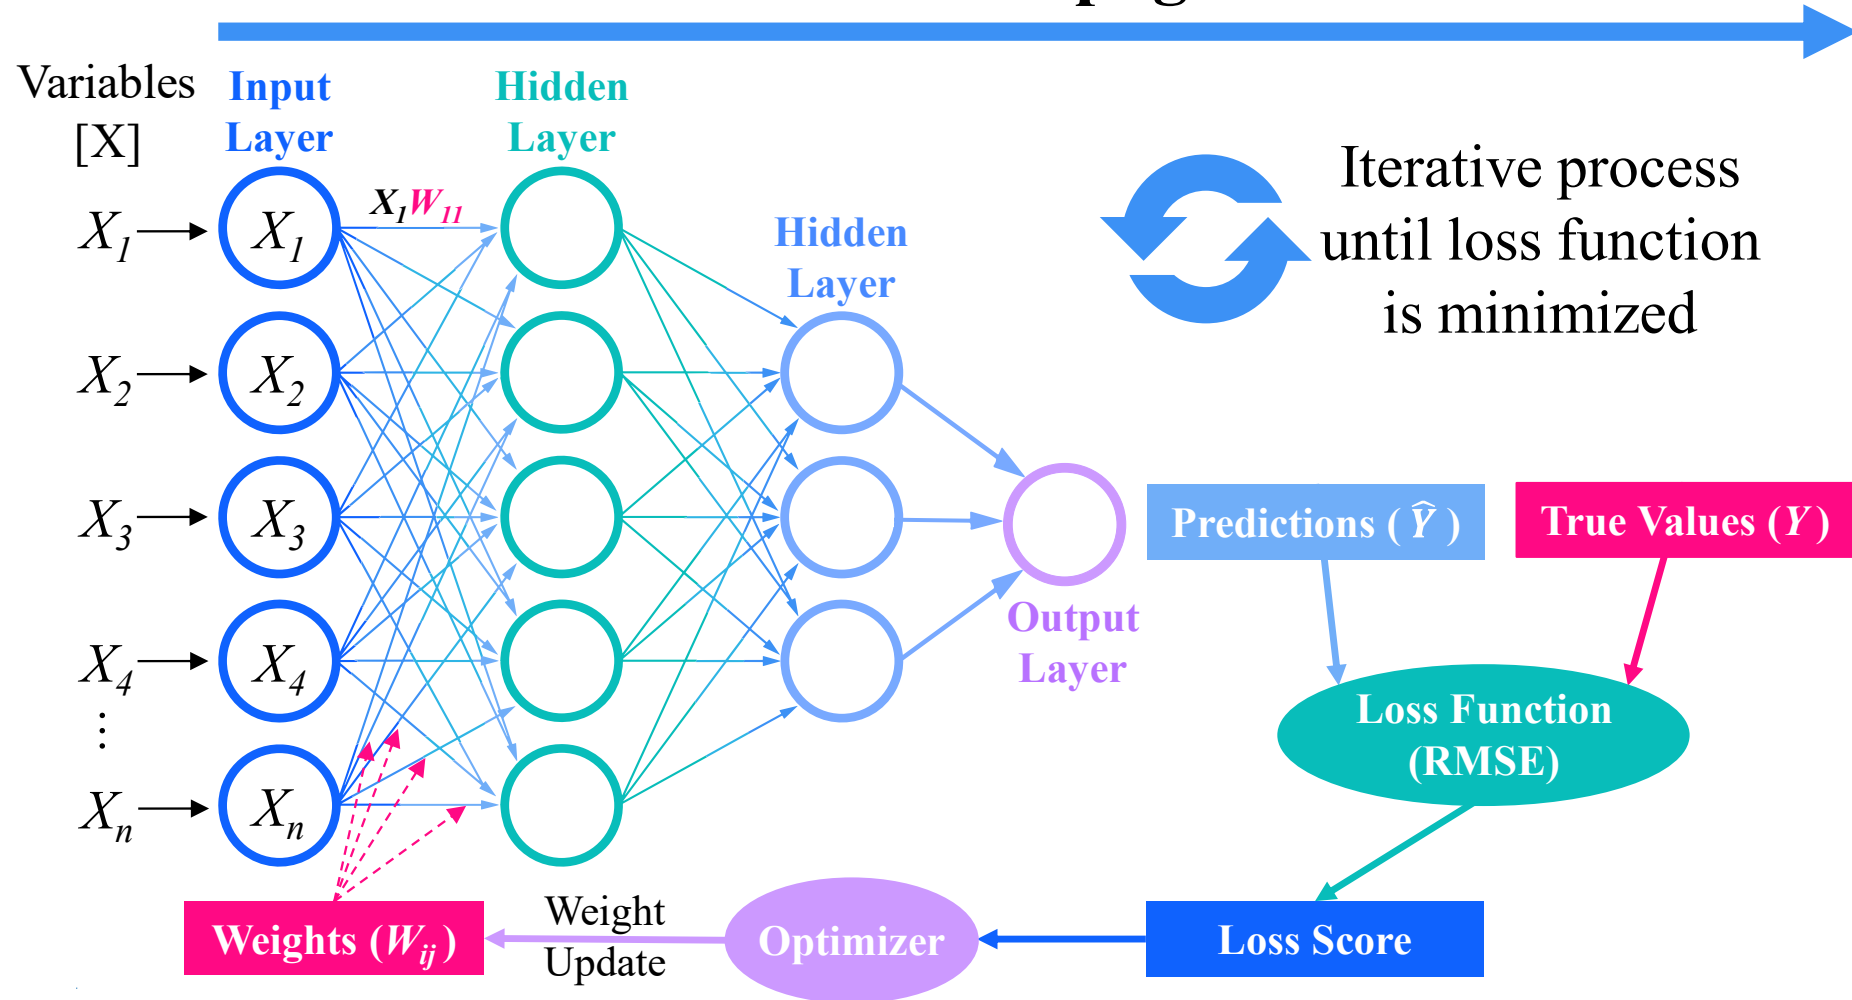 Variables
[X]
Input
Layer
Hidden
Layer
Hidden
Layer
Output
Layer
X₁
X₂
X₃
X₄
⋮
Xₙ
X₁
X₂
X₃
X₄
Xₙ
X₁W₁₁
Iterative process
until loss function
is minimized
Predictions (Ŷ)
True Values (Y)
Loss Function
(RMSE)
Loss Score
Optimizer
Weight
Update
Weights (Wᵢⱼ)